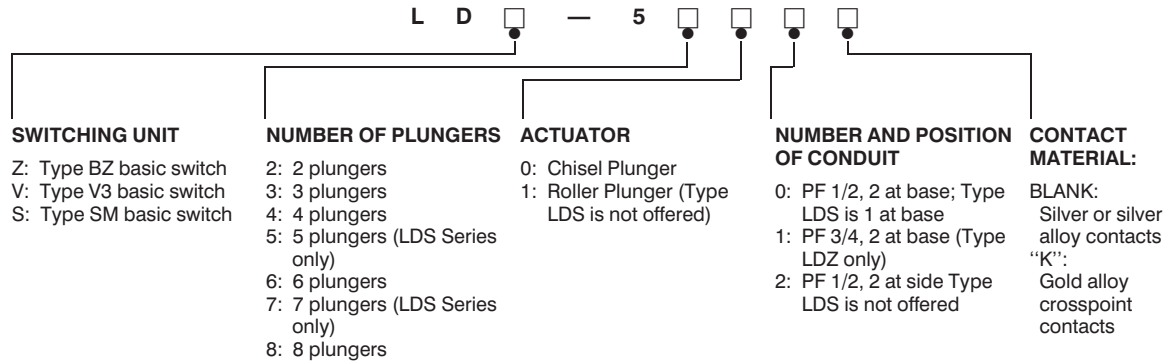 L D □ — 5 □ □ □ □
SWITCHING UNIT
Z: Type BZ basic switch
V: Type V3 basic switch
S: Type SM basic switch
NUMBER OF PLUNGERS
2: 2 plungers
3: 3 plungers
4: 4 plungers
5: 5 plungers (LDS Series
only)
6: 6 plungers
7: 7 plungers (LDS Series
only)
8: 8 plungers
ACTUATOR
0: Chisel Plunger
1: Roller Plunger (Type
LDS is not offered)
NUMBER AND POSITION
OF CONDUIT
0: PF 1/2, 2 at base; Type
LDS is 1 at base
1: PF 3/4, 2 at base (Type
LDZ only)
2: PF 1/2, 2 at side Type
LDS is not offered
CONTACT
MATERIAL:
BLANK:
Silver or silver
alloy contacts
‘‘K’’:
Gold alloy
crosspoint
contacts